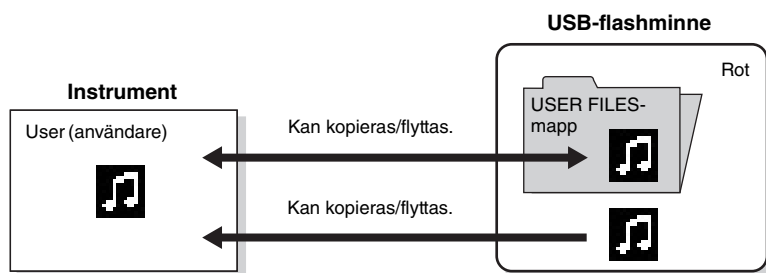 USB-flashminne
Rot
Instrument
USER FILES-
mapp
User (användare)
Kan kopieras/flyttas.
Kan kopieras/flyttas.